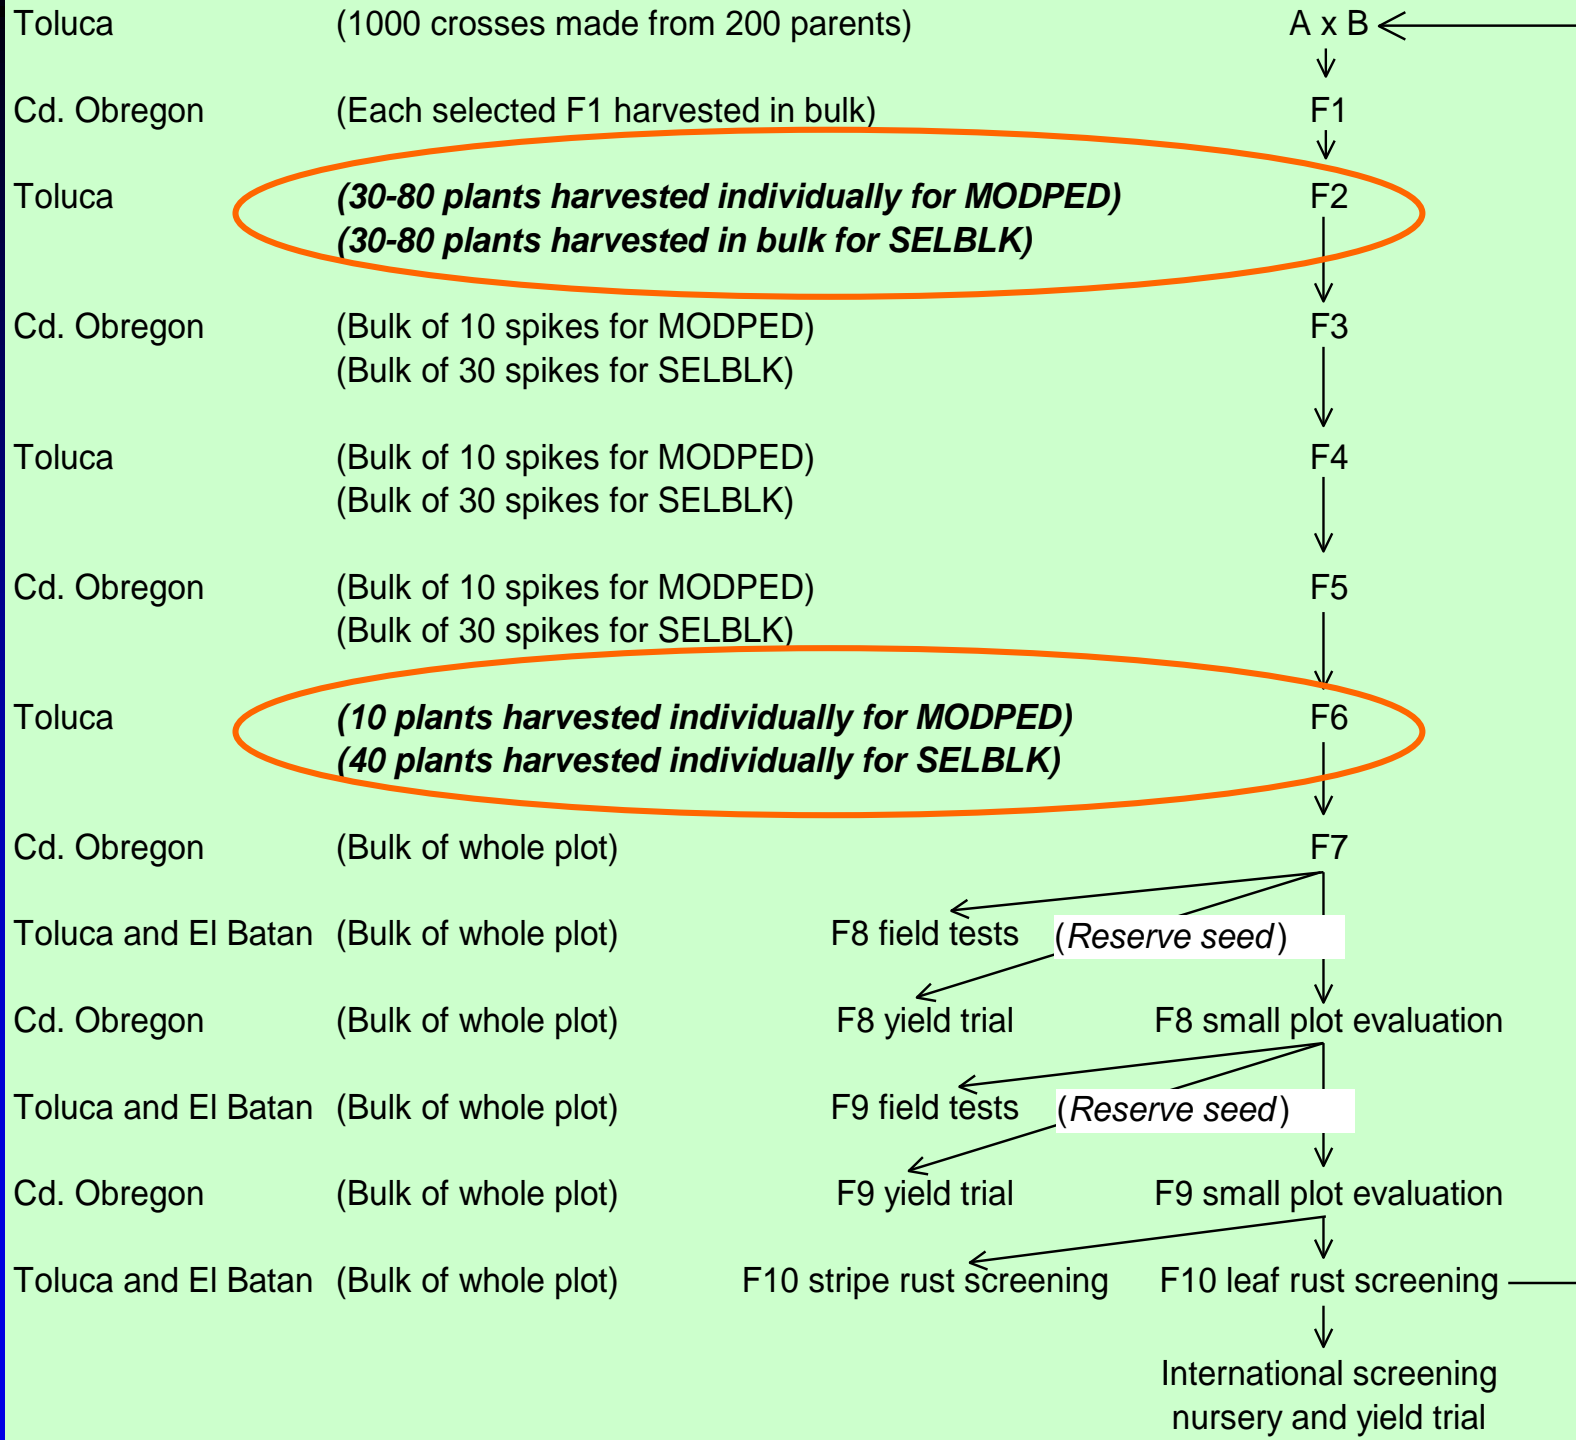 Toluca (1000 crosses made from 200 parents) A x B
Cd. Obregon (Each selected F1 harvested in bulk) F1
Toluca (30-80 plants harvested individually for MODPED) F2
(30-80 plants harvested in bulk for SELBLK)
Cd. Obregon (Bulk of 10 spikes for MODPED) F3
(Bulk of 30 spikes for SELBLK)
Toluca (Bulk of 10 spikes for MODPED) F4
(Bulk of 30 spikes for SELBLK)
Cd. Obregon (Bulk of 10 spikes for MODPED) F5
(Bulk of 30 spikes for SELBLK)
Toluca (10 plants harvested individually for MODPED) F6
(40 plants harvested individually for SELBLK)
Cd. Obregon (Bulk of whole plot) F7
Toluca and El Batan (Bulk of whole plot) F8 field tests (Reserve seed)
Cd. Obregon (Bulk of whole plot) F8 yield trial F8 small plot evaluation
Toluca and El Batan (Bulk of whole plot) F9 field tests (Reserve seed)
Cd. Obregon (Bulk of whole plot) F9 yield trial F9 small plot evaluation
Toluca and El Batan (Bulk of whole plot) F10 stripe rust screening F10 leaf rust screening
International screening
nursery and yield trial